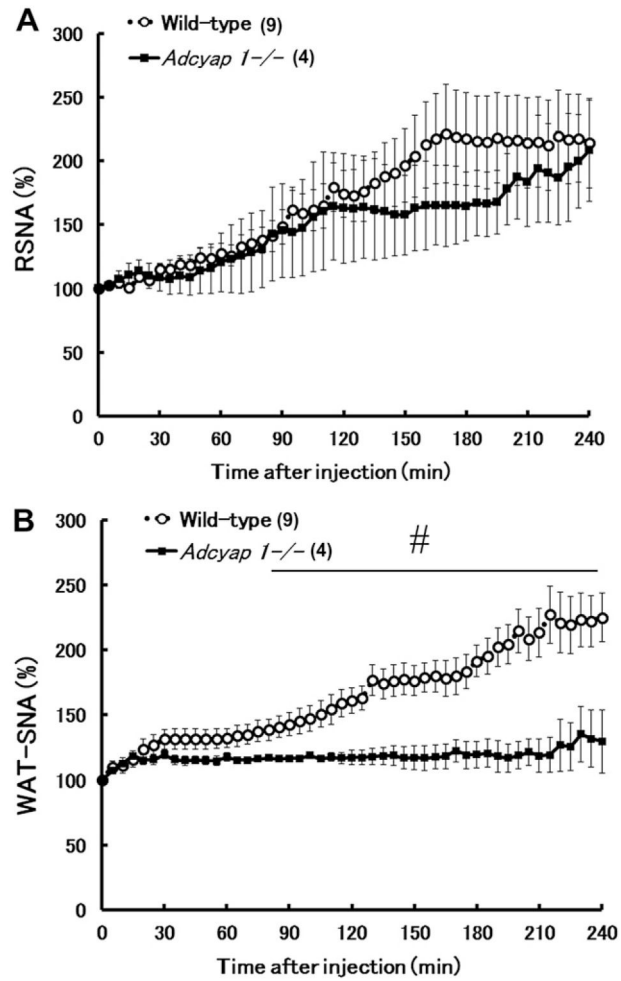 A
Wild-type (9)
Adcyap 1-/- (4)
300
250
200
150
100
50
0
RSNA (%)
0 30 60 90 120 150 180 210 240
Time after injection (min)
B
Wild-type (9)
Adcyap 1-/- (4)
#
300
250
200
150
100
50
0
WAT-SNA (%)
0 30 60 90 120 150 180 210 240
Time after injection (min)